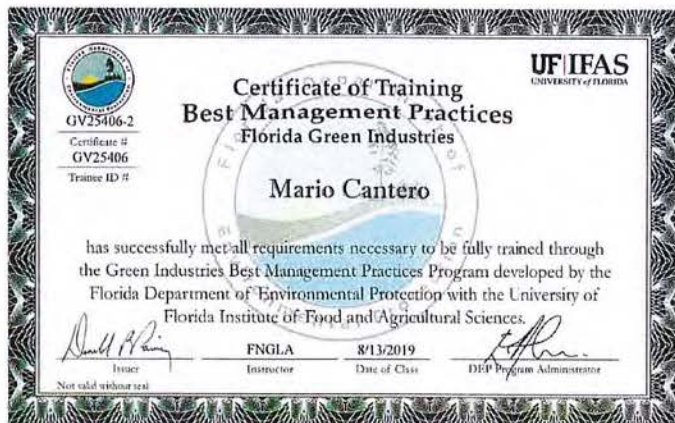 GV25406-2
Certificate #
GV25406
Trainee ID #
UF|IFAS
UNIVERSITY of FLORIDA
Certificate of Training
Best Management Practices
Florida Green Industries
Mario Cantero
has successfully met all requirements necessary to be fully trained through
the Green Industries Best Management Practices Program developed by the
Florida Department of Environmental Protection with the University of
Florida Institute of Food and Agricultural Sciences.
FNGLA
8/13/2019
Issuer
Instructor
Date of Class
DEP Program Administrator
Not valid without seal